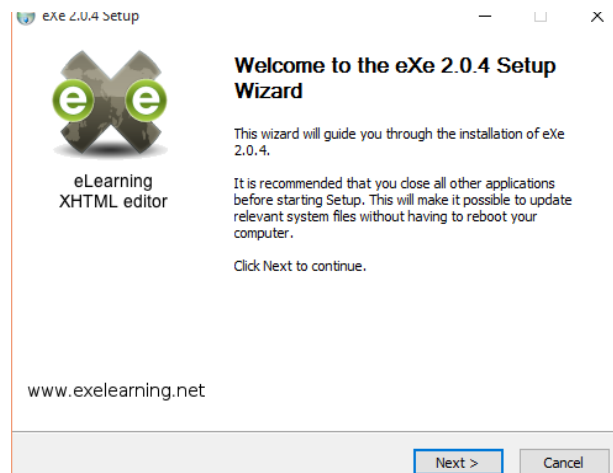 eXe 2.0.4 Setup
Welcome to the eXe 2.0.4 Setup
Wizard
e e
This wizard will guide you through the installation of eXe
2.0.4.
eLearning
XHTML editor
It is recommended that you close all other applications
before starting Setup. This will make it possible to update
relevant system files without having to reboot your
computer.
Click Next to continue.
www.exelearning.net
Next > Cancel